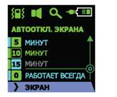 АВТООТКЛ. ЭКРАНА
5 МИНУТ
10 МИНУТ
15 МИНУТ
0 РАБОТАЕТ ВСЕГДА
ЭКРАН